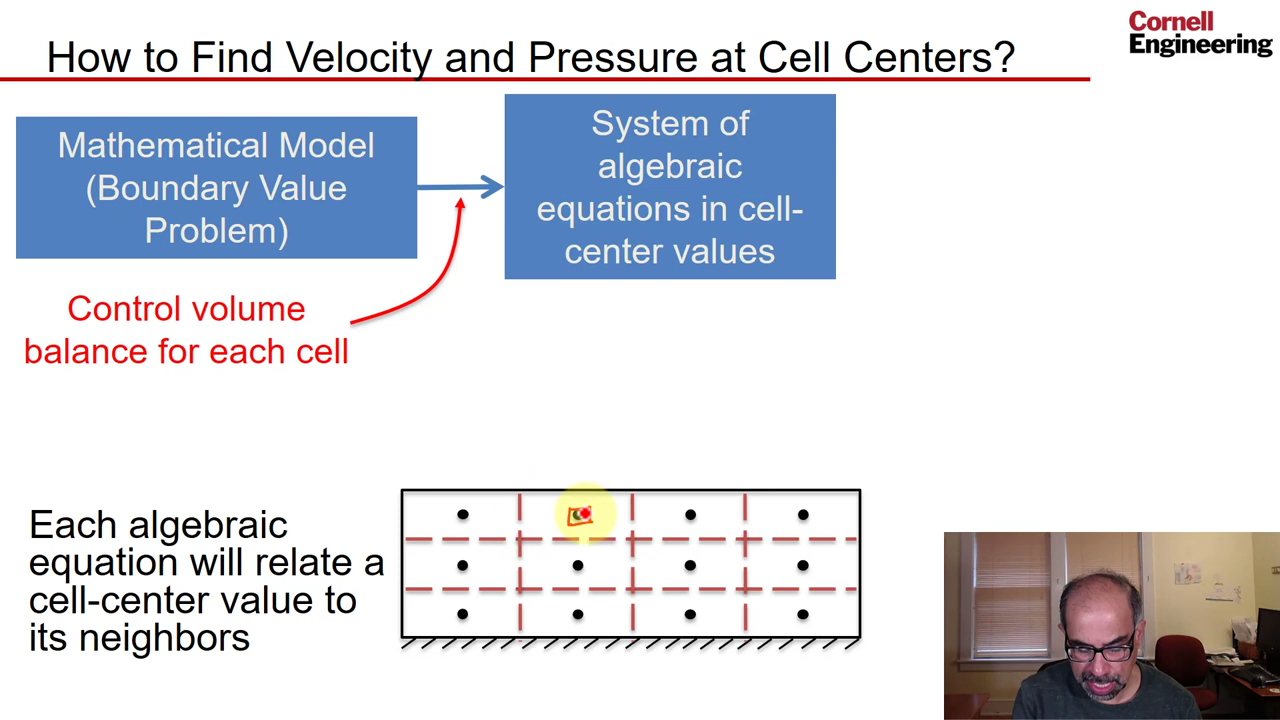 Cornell
Engineering
How to Find Velocity and Pressure at Cell Centers?
Mathematical Model
(Boundary Value
Problem)
System of
algebraic
equations in cell-
center values
Control volume
balance for each cell
Each algebraic
equation will relate a
cell-center value to
its neighbors